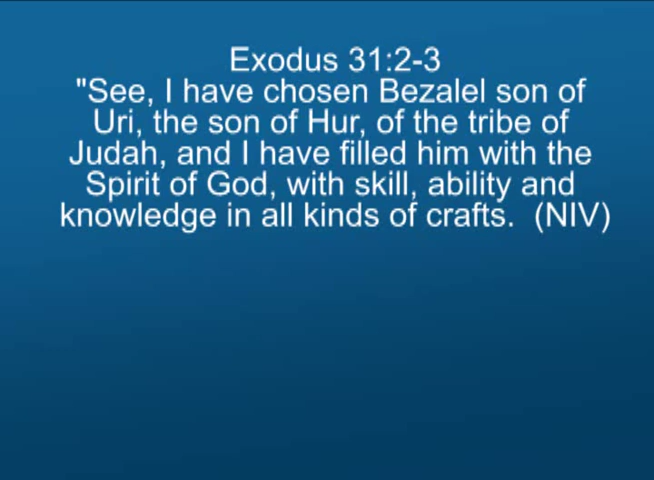 Exodus 31:2-3
"See, I have chosen Bezalel son of
Uri, the son of Hur, of the tribe of
Judah, and I have filled him with the
Spirit of God, with skill, ability and
knowledge in all kinds of crafts.  (NIV)